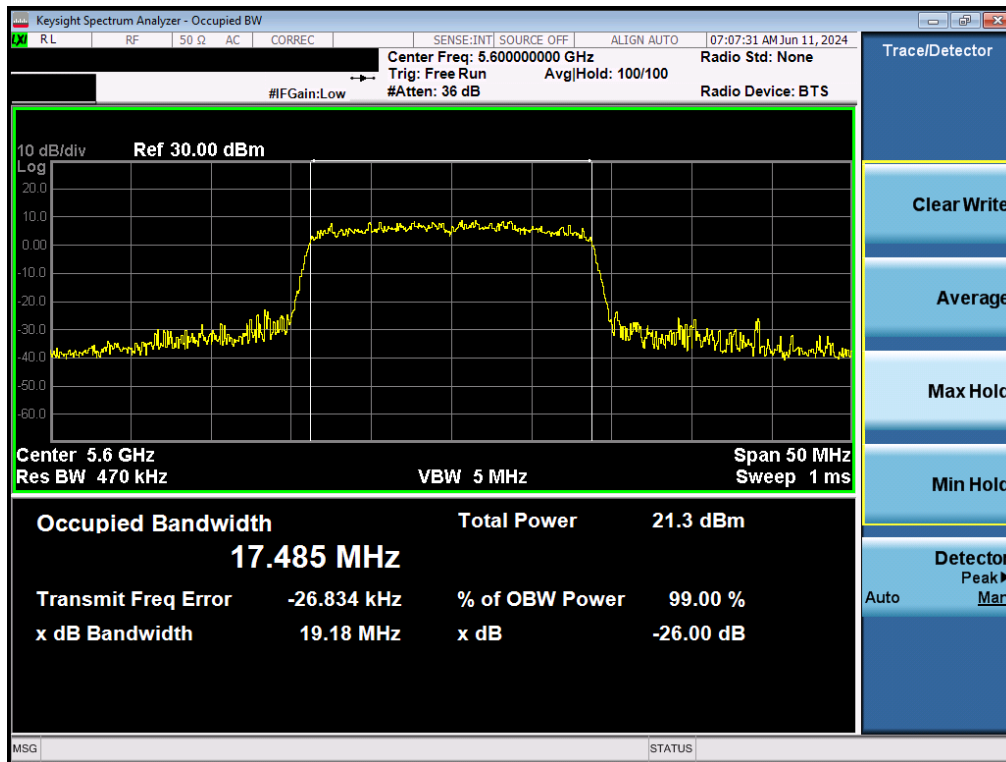 Keysight Spectrum Analyzer - Occupied BW
LXI RL RF 50 Ω AC CORREC SENSE:INT SOURCE OFF ALIGN AUTO 07:07:31 AM Jun 11, 2024
Center Freq: 5.600000000 GHz Radio Std: None
Trig: Free Run Avg|Hold: 100/100
#IFGain:Low #Atten: 36 dB Radio Device: BTS
Trace/Detector
10 dB/div Ref 30.00 dBm
Log
20.0
10.0
0.00
-10.0
-20.0
-30.0
-40.0
-50.0
-60.0
Center 5.6 GHz Span 50 MHz
Res BW 470 kHz VBW 5 MHz Sweep 1 ms
Clear Write
Average
Max Hold
Min Hold
Detector
Peak
Auto Man
Occupied Bandwidth Total Power 21.3 dBm
17.485 MHz
Transmit Freq Error -26.834 kHz % of OBW Power 99.00 %
x dB Bandwidth 19.18 MHz x dB -26.00 dB
MSG STATUS